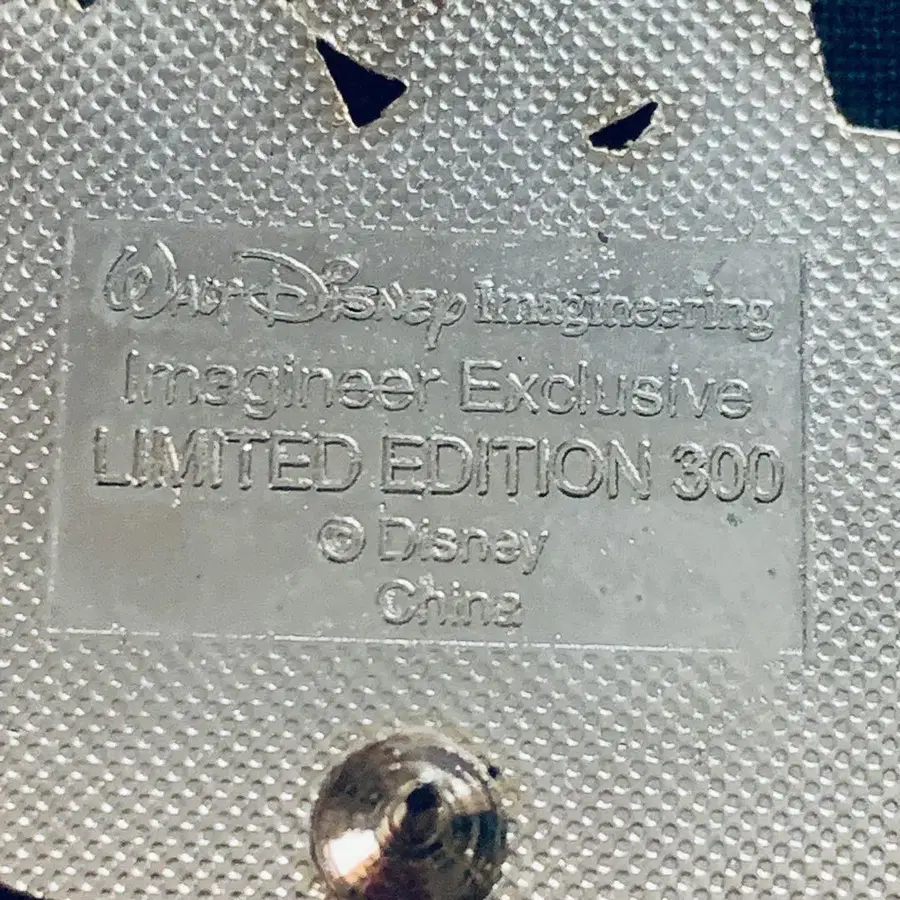 Walt Disney Imagineering
Imagineer Exclusive
LIMITED EDITION 300
© Disney
China